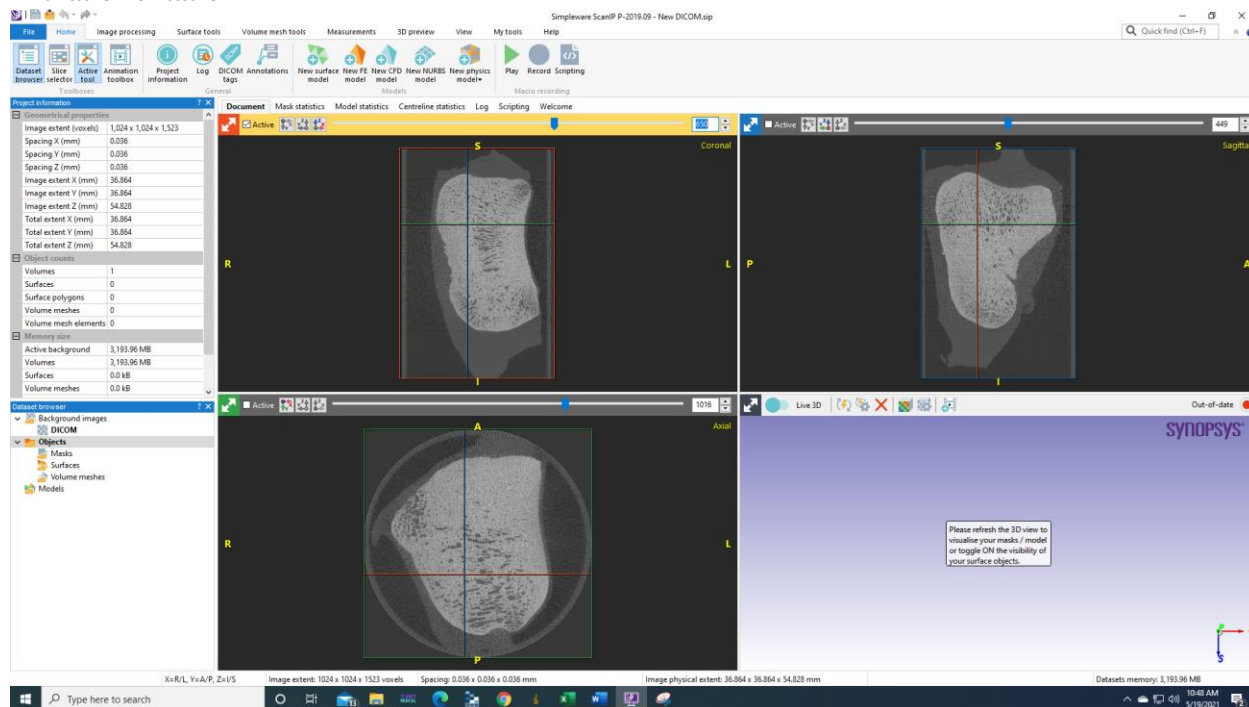 Simpleware ScanIP P-2019.09 - New DICOM.sip
File Home Image processing Surface tools Volume mesh tools Measurements 3D preview View My tools Help
Quick find (Ctrl+F)
Dataset browser Slice selector Active tool Animation toolbox Project information Log DICOM tags Annotations New surface model New FE model New CFD model New NURBS model New physics model Play Record Scripting
Toolboxes General Models Macro recording
Project information ? X
Document Mask statistics Model statistics Centreline statistics Log Scripting Welcome
Geometrical properties
Image extent (voxels) 1,024 x 1,024 x 1,523
Spacing X (mm) 0.036
Spacing Y (mm) 0.036
Spacing Z (mm) 0.036
Image extent X (mm) 36.864
Image extent Y (mm) 36.864
Image extent Z (mm) 54.828
Total extent X (mm) 36.864
Total extent Y (mm) 36.864
Total extent Z (mm) 54.828
Object counts
Volumes 1
Surfaces 0
Surface polygons 0
Volume meshes 0
Volume mesh elements 0
Memory size
Active background 3,193.96 MB
Volumes 3,193.96 MB
Surfaces 0.0 kB
Volume meshes 0.0 kB
Active
S Coronal
R L
I
Active 449
S Sagitta
P A
I
Dataset browser ? X
Background images
DICOM
Objects
Masks
Surfaces
Volume meshes
Models
Active 1016
A Axial
R L
P
Live 3D Out-of-date
SYNOPSYS
Please refresh the 3D view to
visualise your masks / model
or toggle ON the visibility of
your surface objects.
S
X=R/L, Y=A/P, Z=I/S Image extent: 1024 x 1024 x 1523 voxels Spacing: 0.036 x 0.036 x 0.036 mm Image physical extent: 36.864 x 36.864 x 54.828 mm Datasets memory: 3,193.96 MB
Type here to search
10:48 AM
5/19/2021